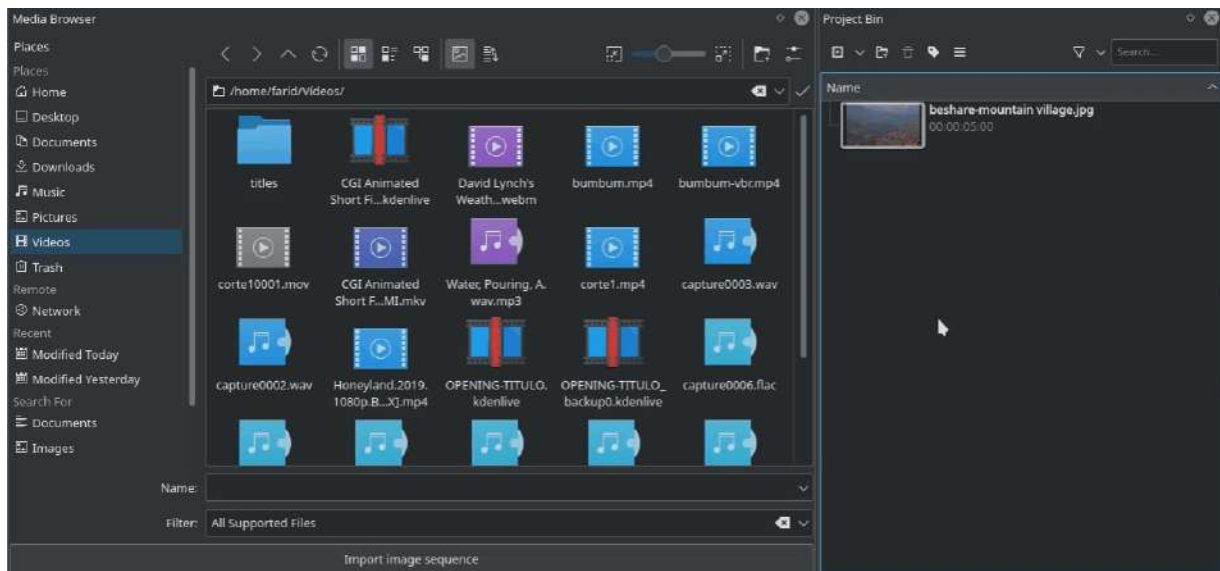 Media Browser
Places
Places
Home
Desktop
Documents
Downloads
Music
Pictures
Videos
Trash
Remote
Network
Recent
Modified Today
Modified Yesterday
Search For
Documents
Images
/home/farid/Videos/
titles
CGI Animated
Short Fi...kdenlive
David Lynch's
Weath...webm
bumbum.mp4
bumbum-vbr.mp4
corte10001.mov
CGI Animated
Short F...MI.mkv
Water, Pouring, A.
wav.mp3
corte1.mp4
capture0003.wav
capture0002.wav
Honeyland.2019.
1080p.B...X].mp4
OPENING-TITULO.
kdenlive
OPENING-TITULO_
backup0.kdenlive
capture0006.flac
Name:
Filter: All Supported Files
Import image sequence
Project Bin
Search...
Name
beshare-mountain village.jpg
00:00:05:00